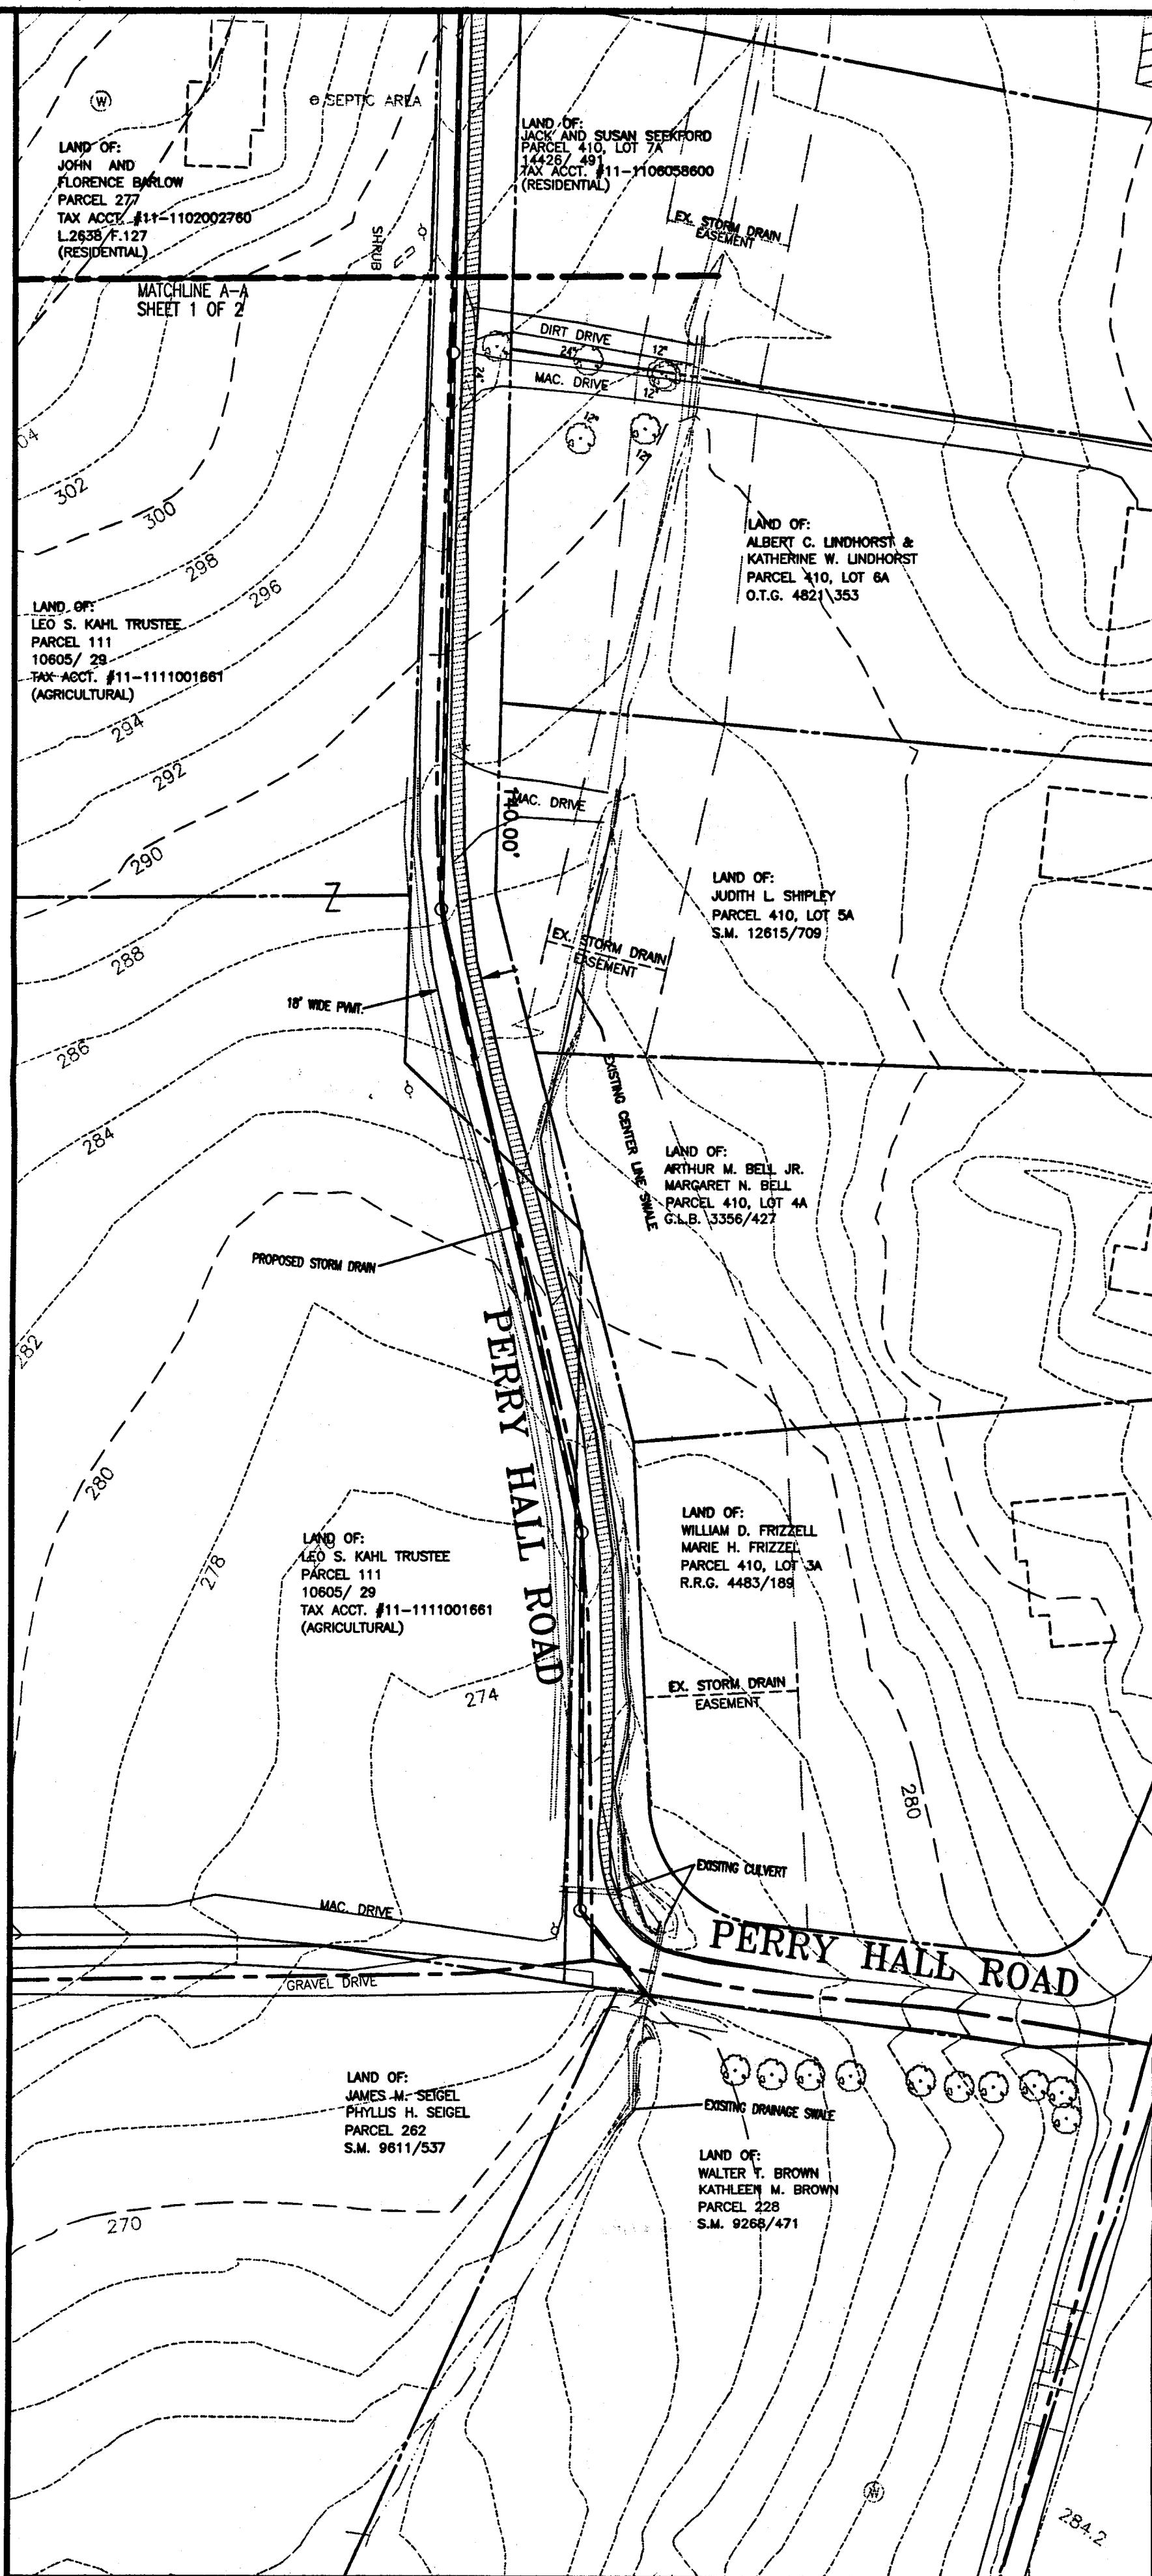 W
SEPTIC AREA
LAND OF:
JOHN AND
FLORENCE BARLOW
PARCEL 277
TAX ACCT. #11-1102002760
L.2638/F.127
(RESIDENTIAL)
LAND OF:
JACK AND SUSAN SEEKFORD
PARCEL 410, LOT 7A
14426/ 491
TAX ACCT. #11-1106058600
(RESIDENTIAL)
EX. STORM DRAIN
EASEMENT
SHRUB
MATCHLINE A-A
SHEET 1 OF 2
DIRT DRIVE
24"
12"
24"
MAC. DRIVE
12"
12"
12"
04
302
300
298
296
LAND OF:
ALBERT C. LINDHORST &
KATHERINE W. LINDHORST
PARCEL 410, LOT 6A
O.T.G. 4821\353
LAND OF:
LEO S. KAHL TRUSTEE
PARCEL 111
10605/ 29
TAX ACCT. #11-1111001661
(AGRICULTURAL)
294
292
290
MAC. DRIVE
140.00'
Z
LAND OF:
JUDITH L. SHIPLEY
PARCEL 410, LOT 5A
S.M. 12615/709
EX. STORM DRAIN
EASEMENT
288
18' WIDE PVMT.
286
EXISTING CENTER LINE SWALE
284
LAND OF:
ARTHUR M. BELL JR.
MARGARET N. BELL
PARCEL 410, LOT 4A
G.L.B. 3356/427
PROPOSED STORM DRAIN
282
PERRY HALL ROAD
280
278
LAND OF:
LEO S. KAHL TRUSTEE
PARCEL 111
10605/ 29
TAX ACCT. #11-1111001661
(AGRICULTURAL)
LAND OF:
WILLIAM D. FRIZZELL
MARIE H. FRIZZEL
PARCEL 410, LOT 3A
R.R.G. 4483/189
274
EX. STORM DRAIN
EASEMENT
280
EXISITNG CULVERT
MAC. DRIVE
PERRY HALL ROAD
GRAVEL DRIVE
LAND OF:
JAMES M. SEIGEL
PHYLLIS H. SEIGEL
PARCEL 262
S.M. 9611/537
EXISITNG DRAINAGE SWALE
LAND OF:
WALTER T. BROWN
KATHLEEN M. BROWN
PARCEL 228
S.M. 9268/471
270
284.2